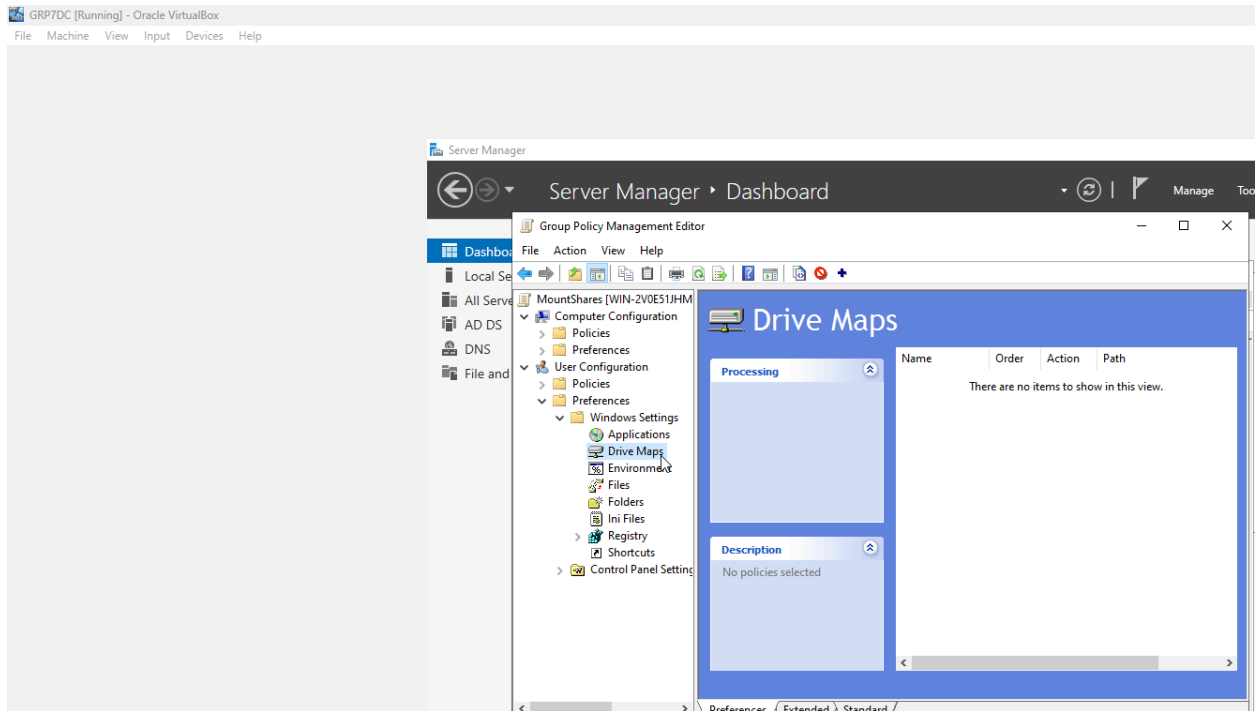 GRP7DC [Running] - Oracle VirtualBox
File Machine View Input Devices Help
Server Manager
Server Manager • Dashboard
Manage
Group Policy Management Editor
File Action View Help
Local Se
All Serve
AD DS
DNS
File and
MountShares [WIN-2V0E51JHM
Computer Configuration
Policies
Preferences
User Configuration
Policies
Preferences
Windows Settings
Applications
Drive Maps
Environment
Files
Folders
Ini Files
Registry
Shortcuts
Control Panel Setting
Drive Maps
Processing
Description
No policies selected
Name Order Action Path
There are no items to show in this view.
Preferences Extended Standard